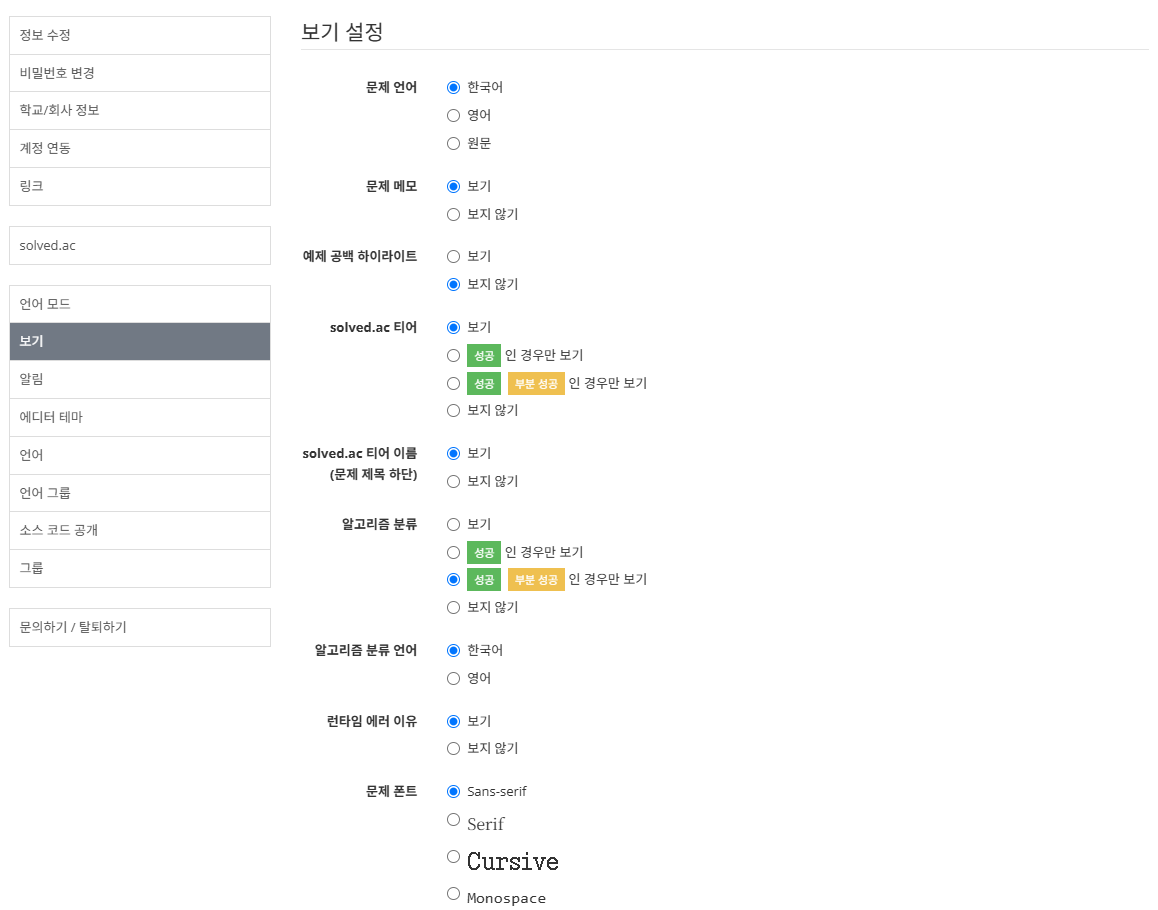 정보 수정
비밀번호 변경
학교/회사 정보
계정 연동
링크
solved.ac
언어 모드
보기
알림
에디터 테마
언어
언어 그룹
소스 코드 공개
그룹
문의하기 / 탈퇴하기
보기 설정
문제 언어
한국어
영어
원문
문제 메모
보기
보지 않기
예제 공백 하이라이트
보기
보지 않기
solved.ac 티어
보기
성공 인 경우만 보기
성공 부분 성공 인 경우만 보기
보지 않기
solved.ac 티어 이름
(문제 제목 하단)
보기
보지 않기
알고리즘 분류
보기
성공 인 경우만 보기
성공 부분 성공 인 경우만 보기
보지 않기
알고리즘 분류 언어
한국어
영어
런타임 에러 이유
보기
보지 않기
문제 폰트
Sans-serif
Serif
Cursive
Monospace